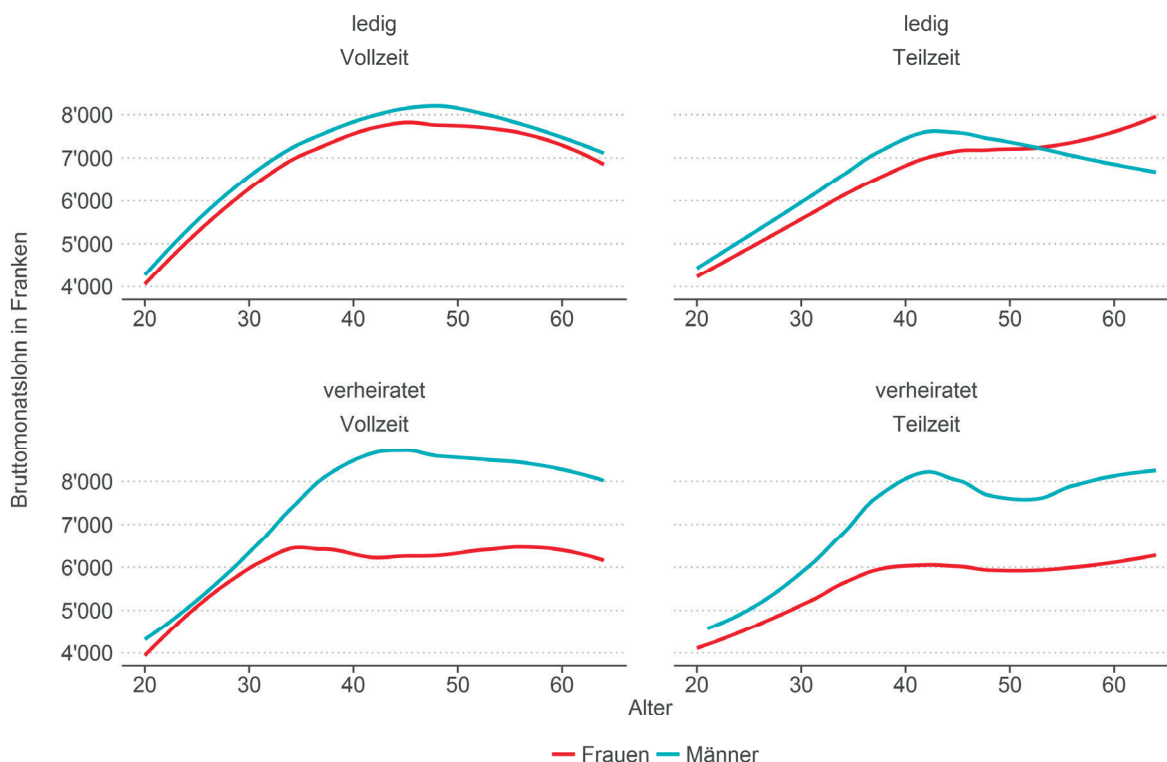 ledig
Vollzeit
ledig
Teilzeit
8'000
7'000
6'000
5'000
4'000
20 30 40 50 60
20 30 40 50 60
Bruttomonatslohn in Franken
verheiratet
Vollzeit
verheiratet
Teilzeit
8'000
7'000
6'000
5'000
4'000
20 30 40 50 60
20 30 40 50 60
Alter
Frauen Männer